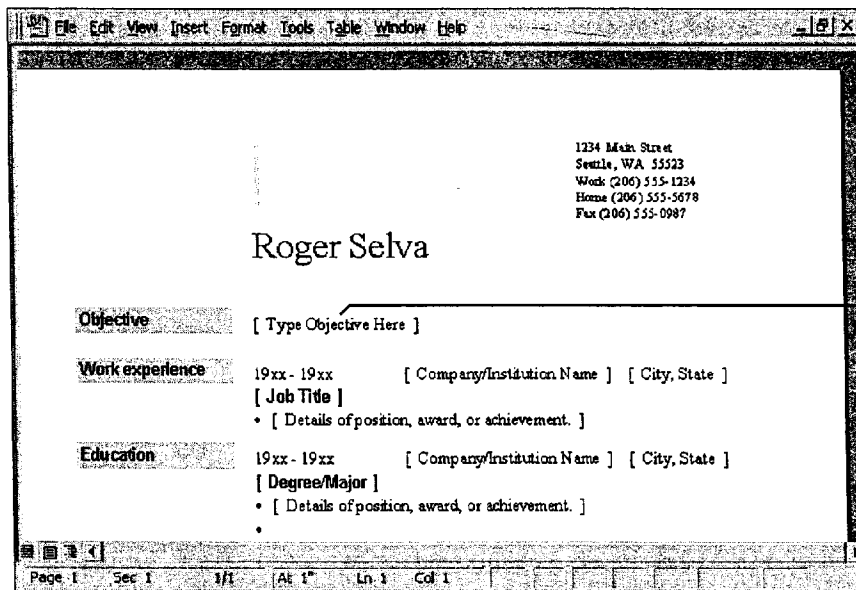 File Edit View Insert Format Tools Table Window Help
1234 Main Street
Seattle, WA 55523
Work (206) 555-1234
Home (206) 555-5678
Fax (206) 555-0987
Roger Selva
Objective [ Type Objective Here ]
Work experience 19xx - 19xx [ Company/Institution Name ] [ City, State ]
[ Job Title ]
• [ Details of position, award, or achievement. ]
Education 19xx - 19xx [ Company/Institution Name ] [ City, State ]
[ Degree/Major ]
• [ Details of position, award, or achievement. ]
•
Page 1 Sec 1 1/1 At 1" Ln 1 Col 1